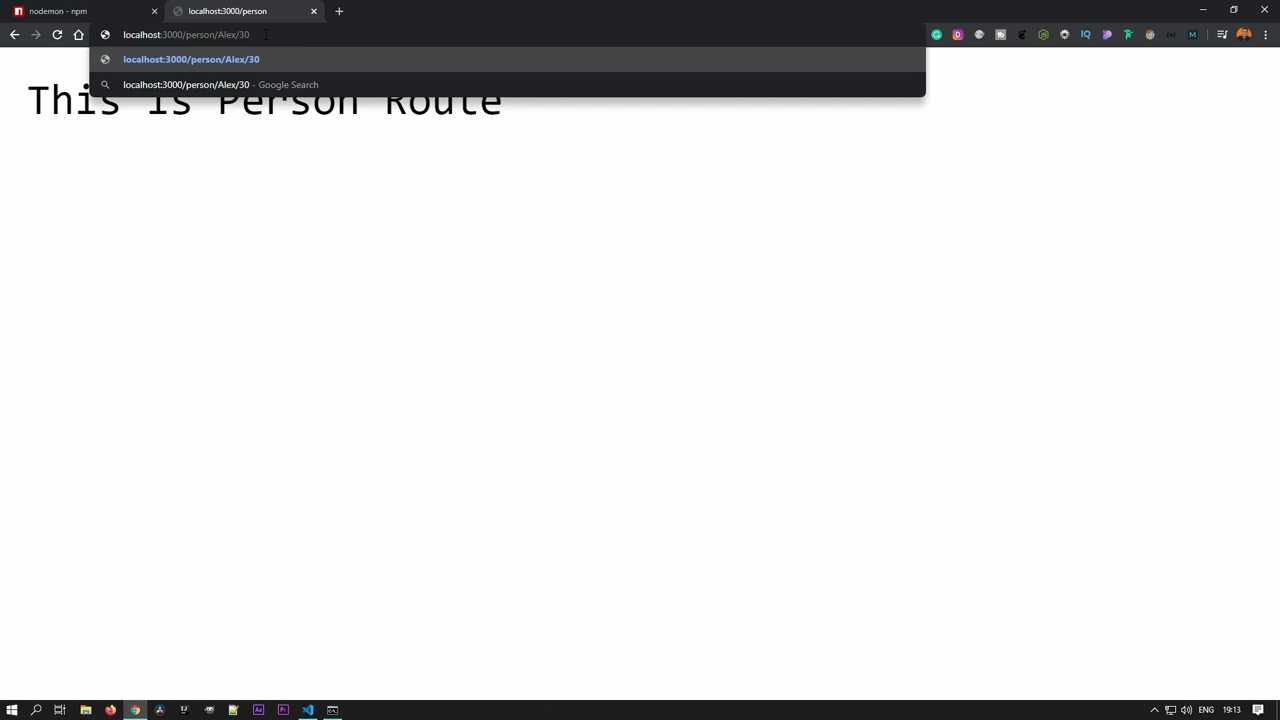 nodemon - npm
localhost:3000/person
localhost:3000/person/Alex/30
localhost:3000/person/Alex/30
localhost:3000/person/Alex/30 - Google Search
This is Person Route
ENG
19:13